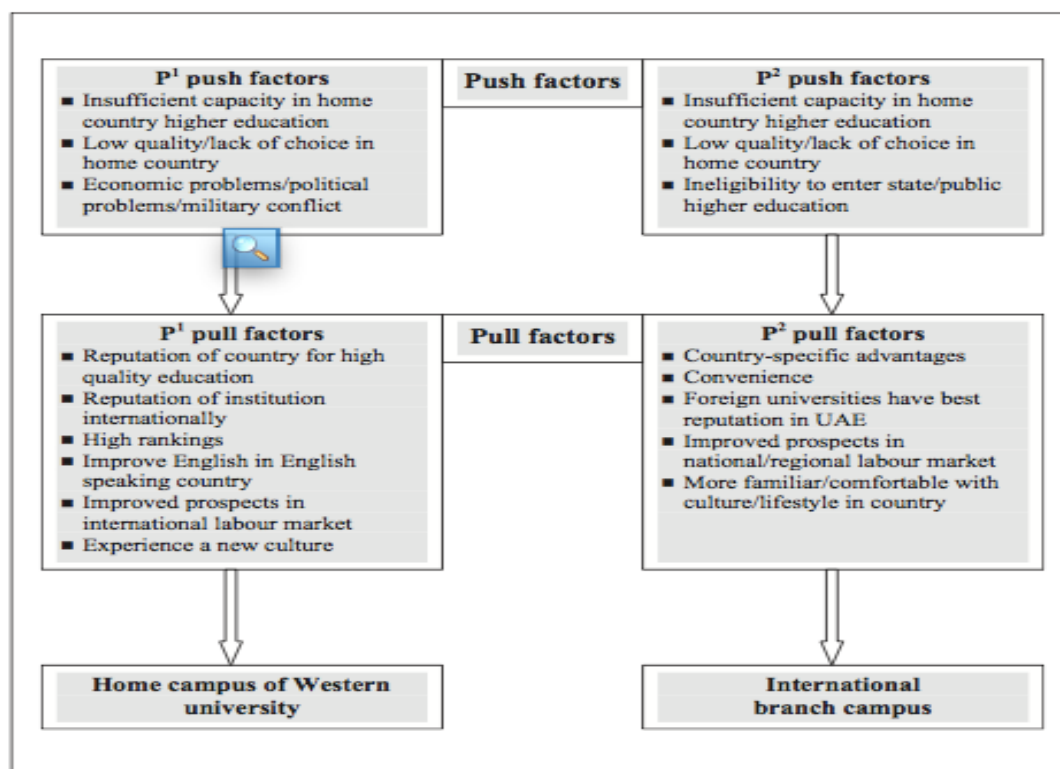 P¹ push factors
■ Insufficient capacity in home
country higher education
■ Low quality/lack of choice in
home country
■ Economic problems/political
problems/military conflict
Push factors
P² push factors
■ Insufficient capacity in home
country higher education
■ Low quality/lack of choice in
home country
■ Ineligibility to enter state/public
higher education
P¹ pull factors
■ Reputation of country for high
quality education
■ Reputation of institution
internationally
■ High rankings
■ Improve English in English
speaking country
■ Improved prospects in
international labour market
■ Experience a new culture
Pull factors
P² pull factors
■ Country-specific advantages
■ Convenience
■ Foreign universities have best
reputation in UAE
■ Improved prospects in
national/regional labour market
■ More familiar/comfortable with
culture/lifestyle in country
Home campus of Western
university
International
branch campus